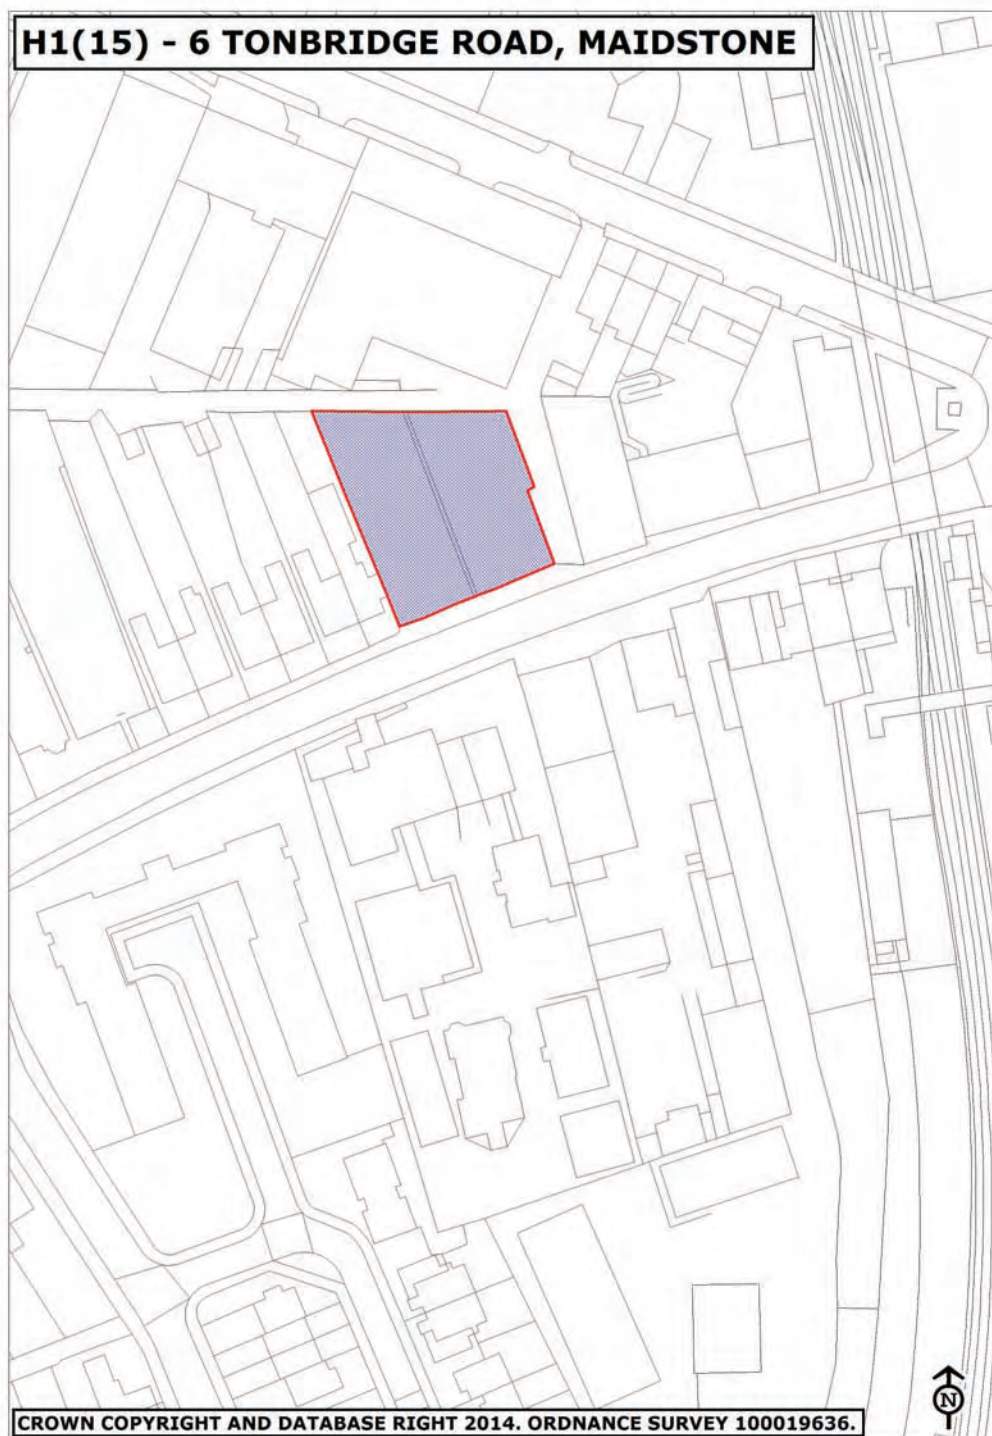 H1(15) - 6 TONBRIDGE ROAD, MAIDSTONE
N
CROWN COPYRIGHT AND DATABASE RIGHT 2014. ORDNANCE SURVEY 100019636.